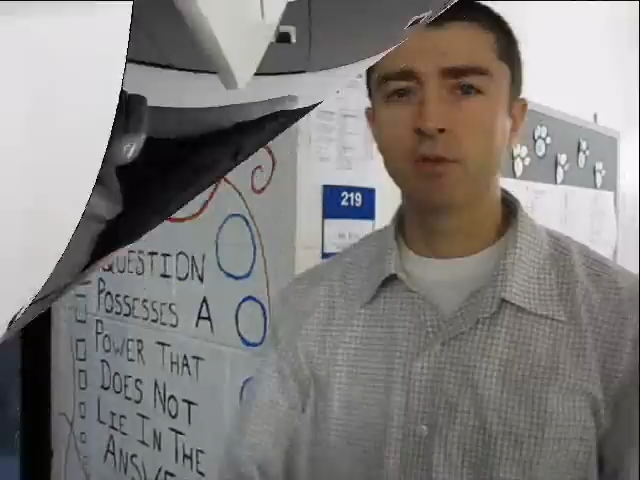 219
QUESTION
POSSESSES A
POWER THAT
DOES NOT
LIE IN THE